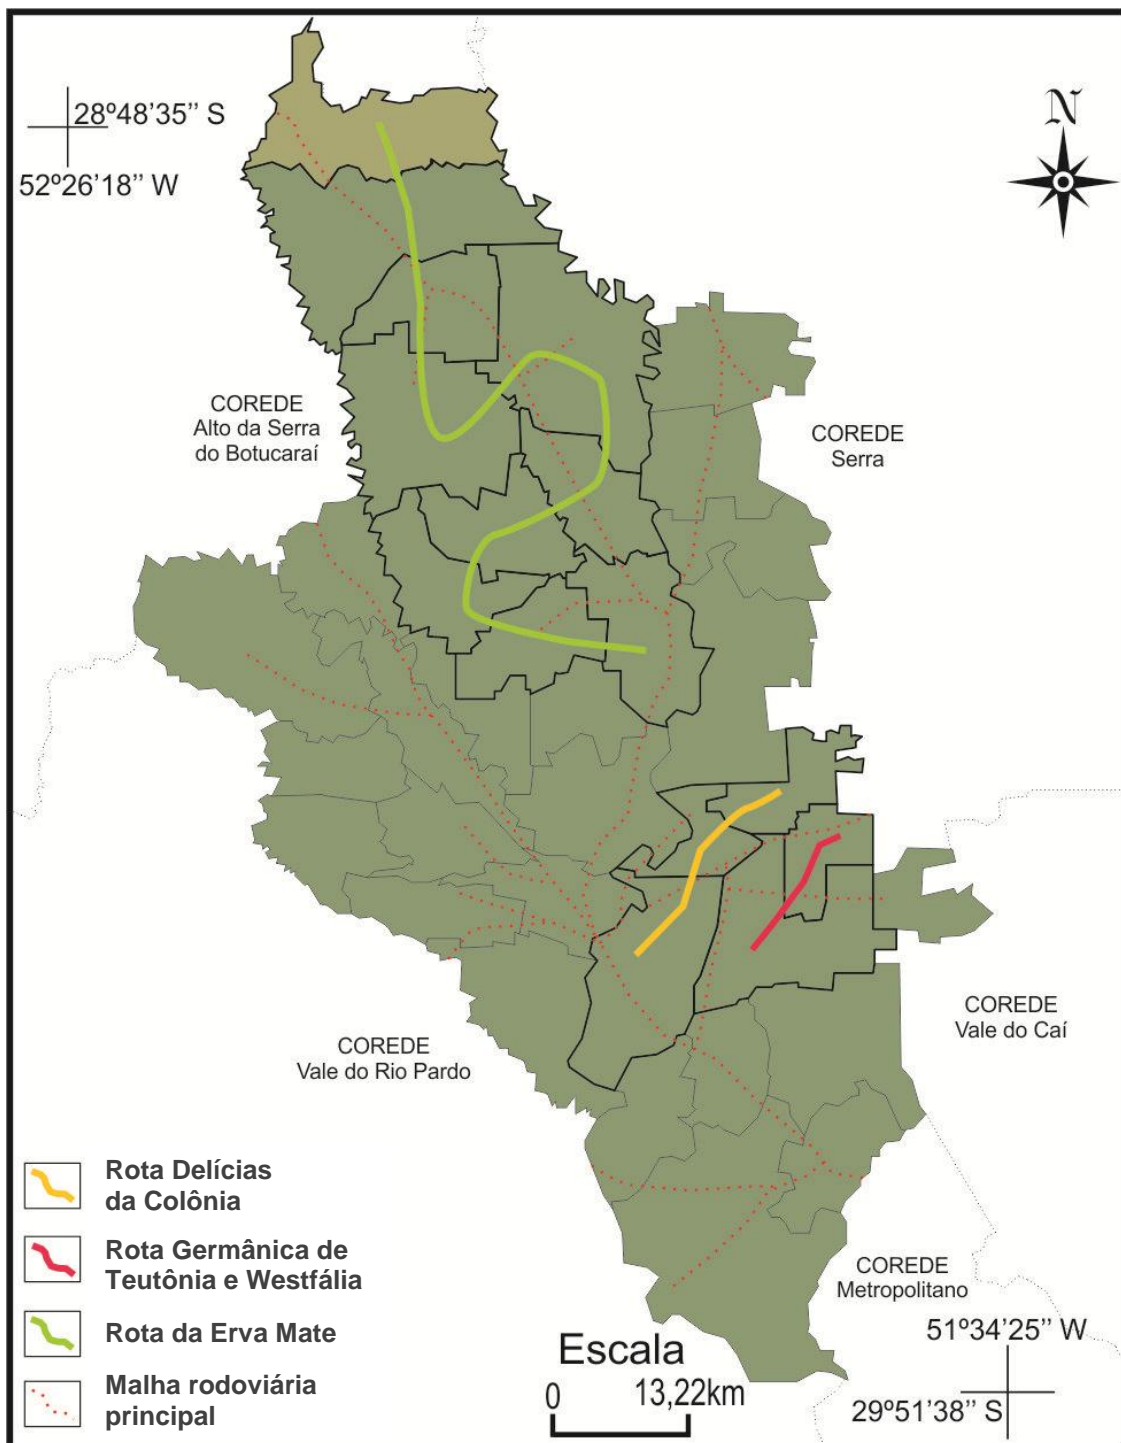 28º48’35’’ S
52º26’18’’ W
N
COREDE
Alto da Serra
do Botucaraí
COREDE
Serra
COREDE
Vale do Caí
COREDE
Vale do Rio Pardo
Rota Delícias
da Colônia
Rota Germânica de
Teutônia e Westfália
Rota da Erva Mate
Malha rodoviária
principal
COREDE
Metropolitano
Escala
0 13,22km
51º34’25’’ W
29º51’38’’ S